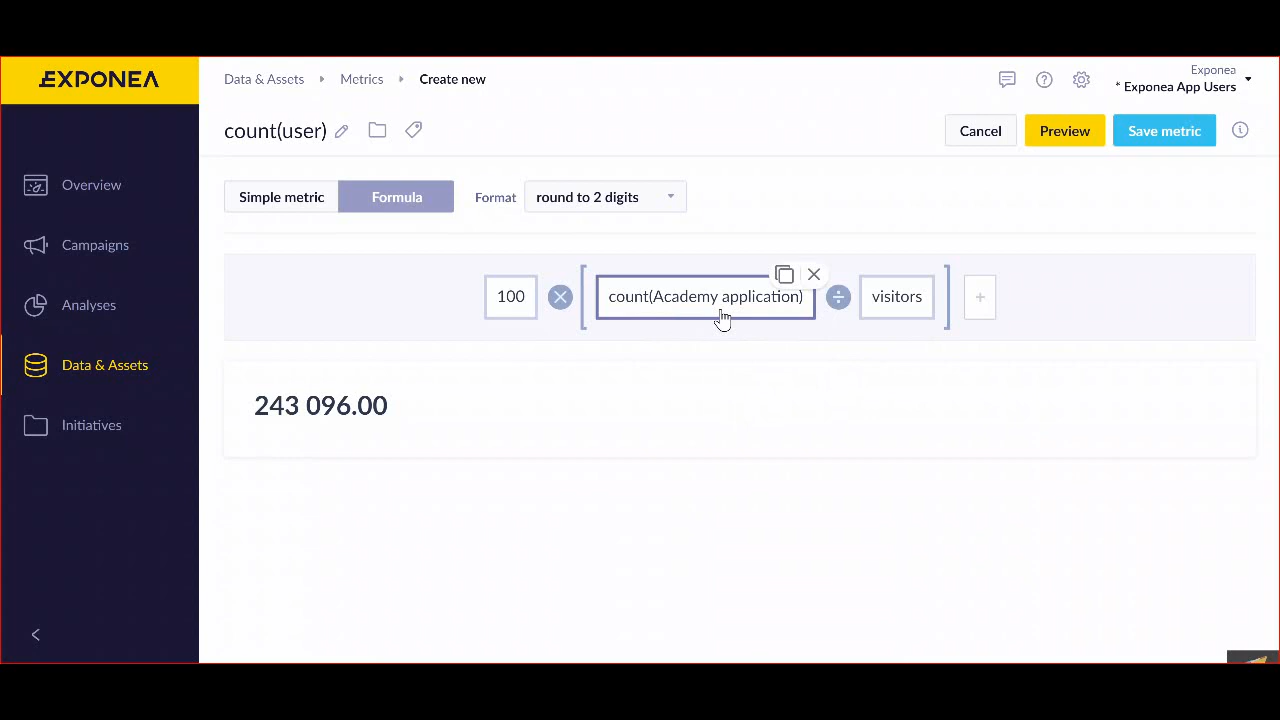 EXPONEA
Data & Assets Metrics Create new
Exponea
* Exponea App Users
count(user)
Cancel Preview Save metric
Simple metric Formula Format round to 2 digits
Overview
Campaigns
Analyses
Data & Assets
Initiatives
100 × [ count(Academy application) ÷ visitors ] +
243 096.00